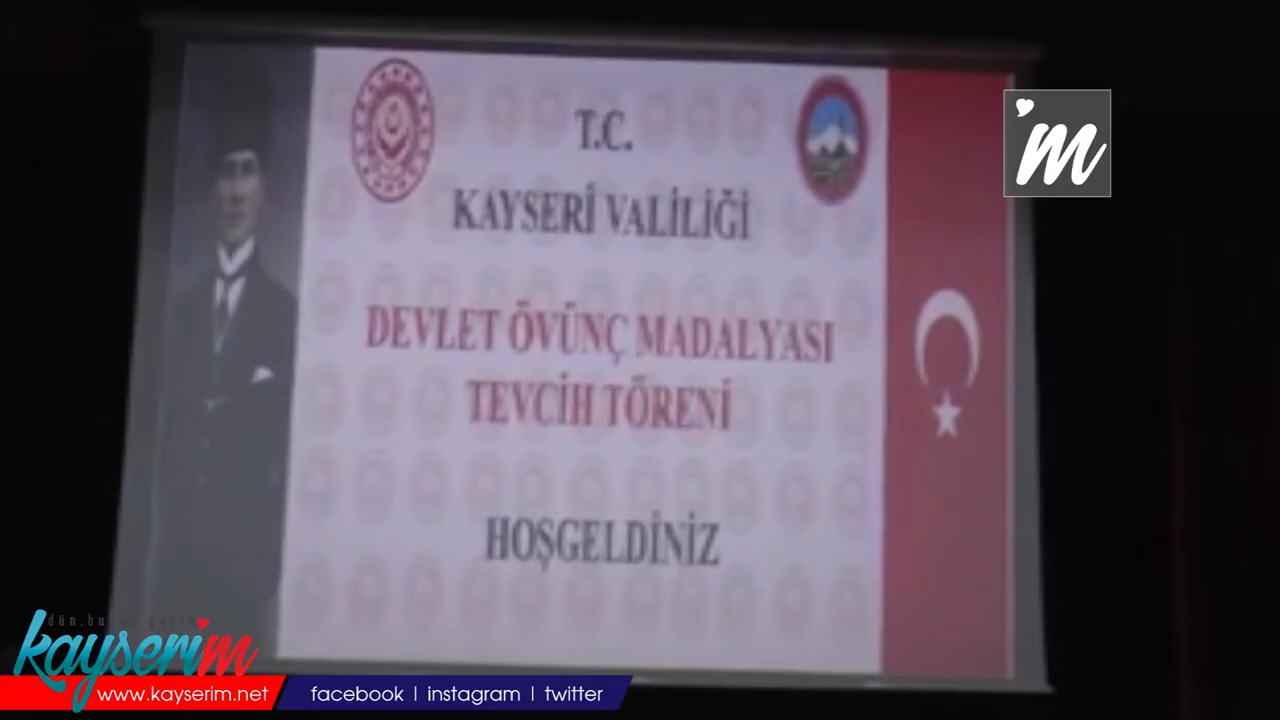 'm
T.C.
KAYSERİ VALİLİĞİ
DEVLET ÖVÜNÇ MADALYASI
TEVCİH TÖRENİ
HOŞGELDİNİZ
kayserim
www.kayserim.net
facebook | instagram | twitter